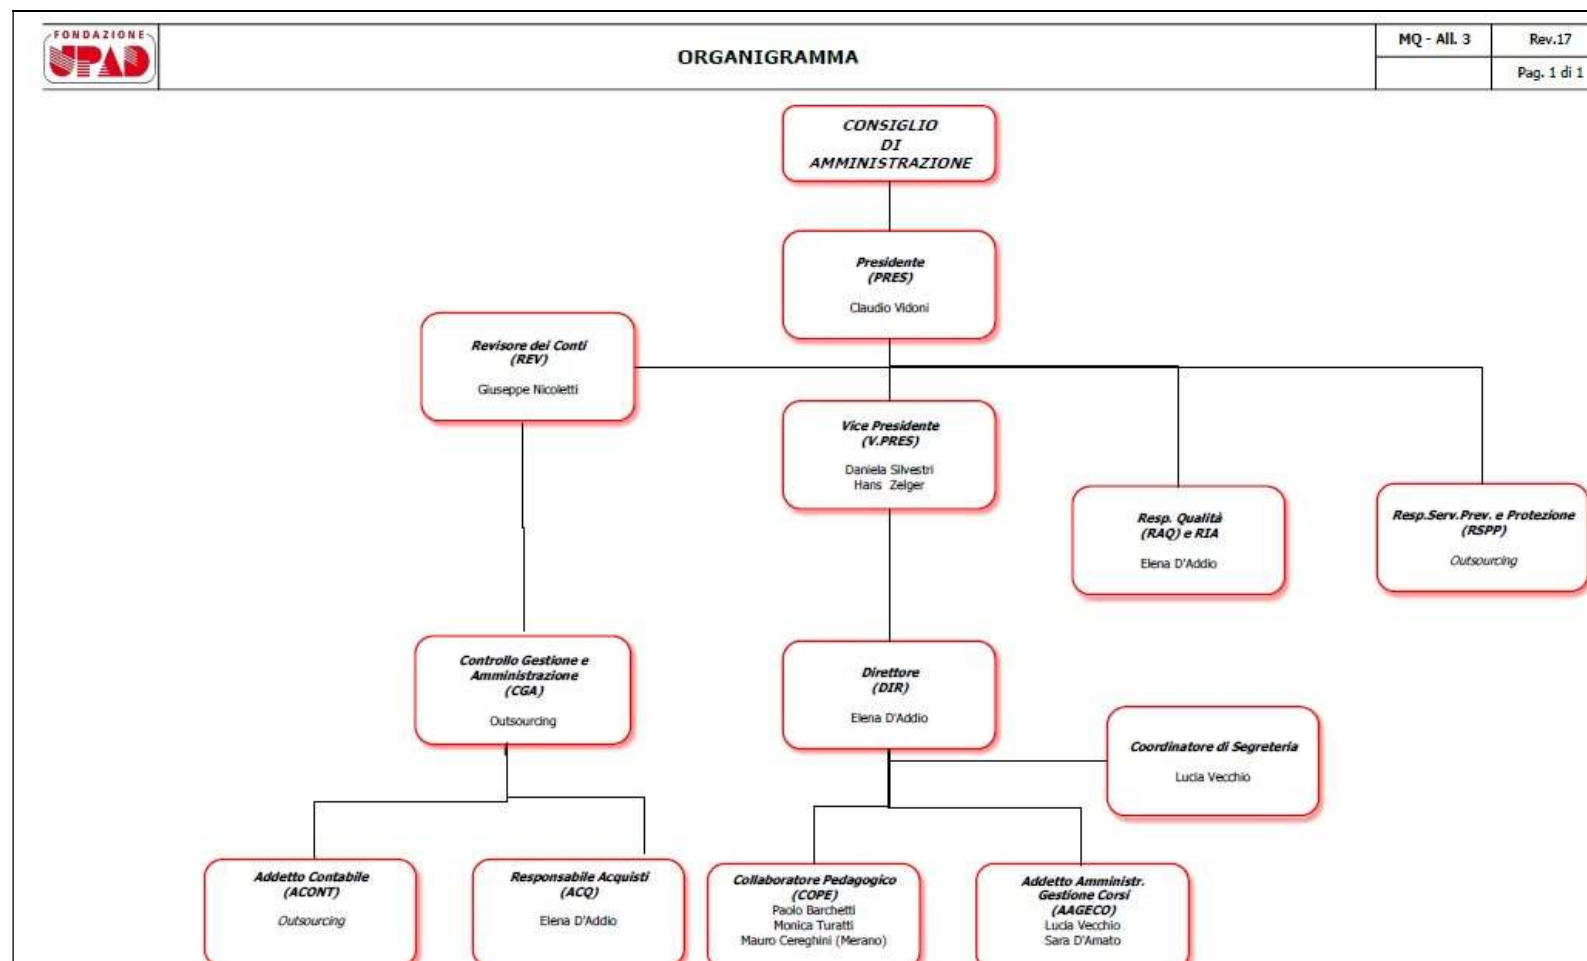 FONDAZIONE
UPAD
ORGANIGRAMMA
MQ - All. 3
Rev.17
Pag. 1 di 1
CONSIGLIO
DI
AMMINISTRAZIONE
Presidente
(PRES)
Claudio Vidoni
Revisore dei Conti
(REV)
Giuseppe Nicoletti
Vice Presidente
(V.PRES)
Daniela Silvestri
Hans Zelger
Resp. Qualità
(RAQ) e RIA
Elena D'Addio
Resp.Serv.Prev. e Protezione
(RSPP)
Outsourcing
Controllo Gestione e
Amministrazione
(CGA)
Outsourcing
Direttore
(DIR)
Elena D'Addio
Coordinatore di Segreteria
Lucia Vecchio
Addetto Contabile
(ACONT)
Outsourcing
Responsabile Acquisti
(ACQ)
Elena D'Addio
Collaboratore Pedagogico
(COPE)
Paolo Barchetti
Monica Turatti
Mauro Cereghini (Merano)
Addetto Amministr.
Gestione Corsi
(AAGECO)
Lucia Vecchio
Sara D'Amato